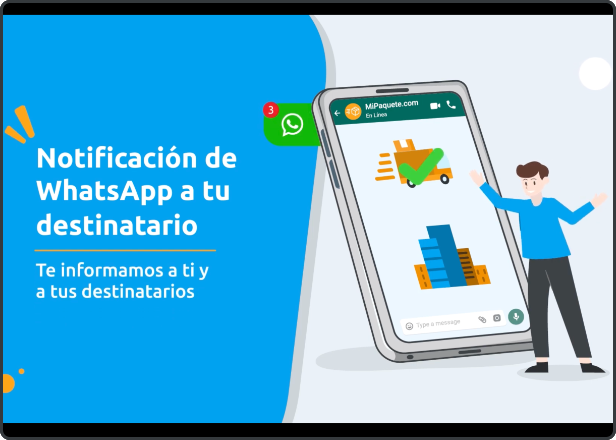 Notificación de
WhatsApp a tu
destinatario
Te informamos a ti y
a tus destinatarios
3
MiPaquete.com
En Línea
Type a message